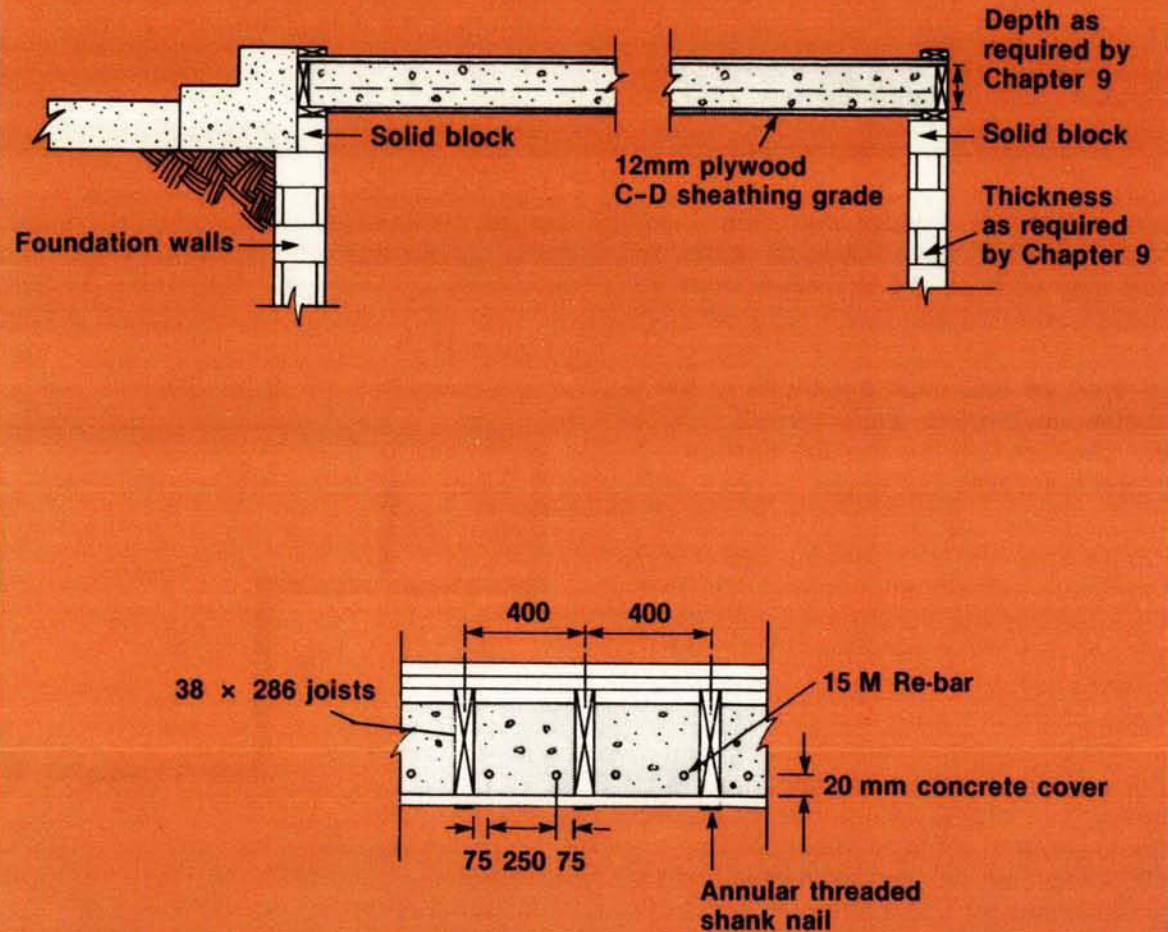 Depth as
required by
Chapter 9
Solid block
Solid block
12mm plywood
C-D sheathing grade
Foundation walls
Thickness
as required
by Chapter 9
400 400
38 × 286 joists
15 M Re-bar
20 mm concrete cover
75 250 75
Annular threaded
shank nail